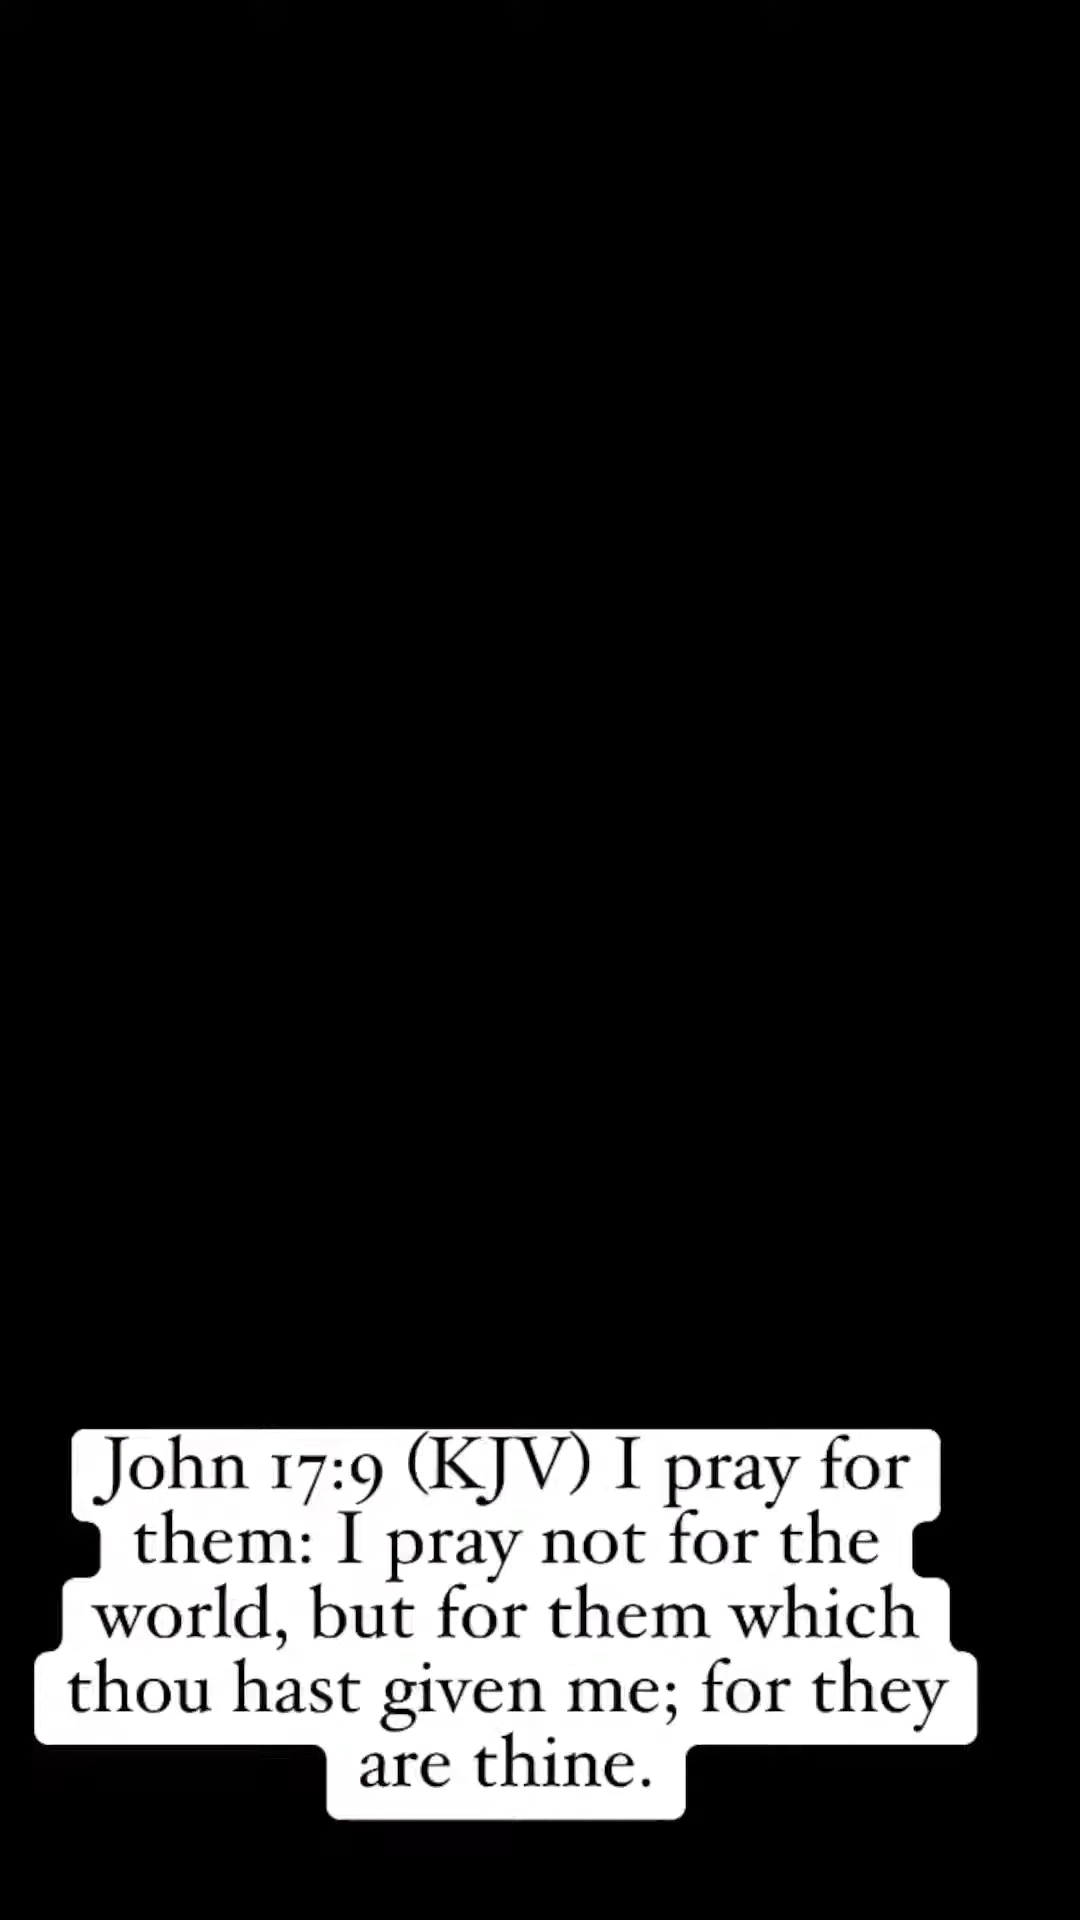 John 17:9 (KJV) I pray for
them: I pray not for the
world, but for them which
thou hast given me; for they
are thine.